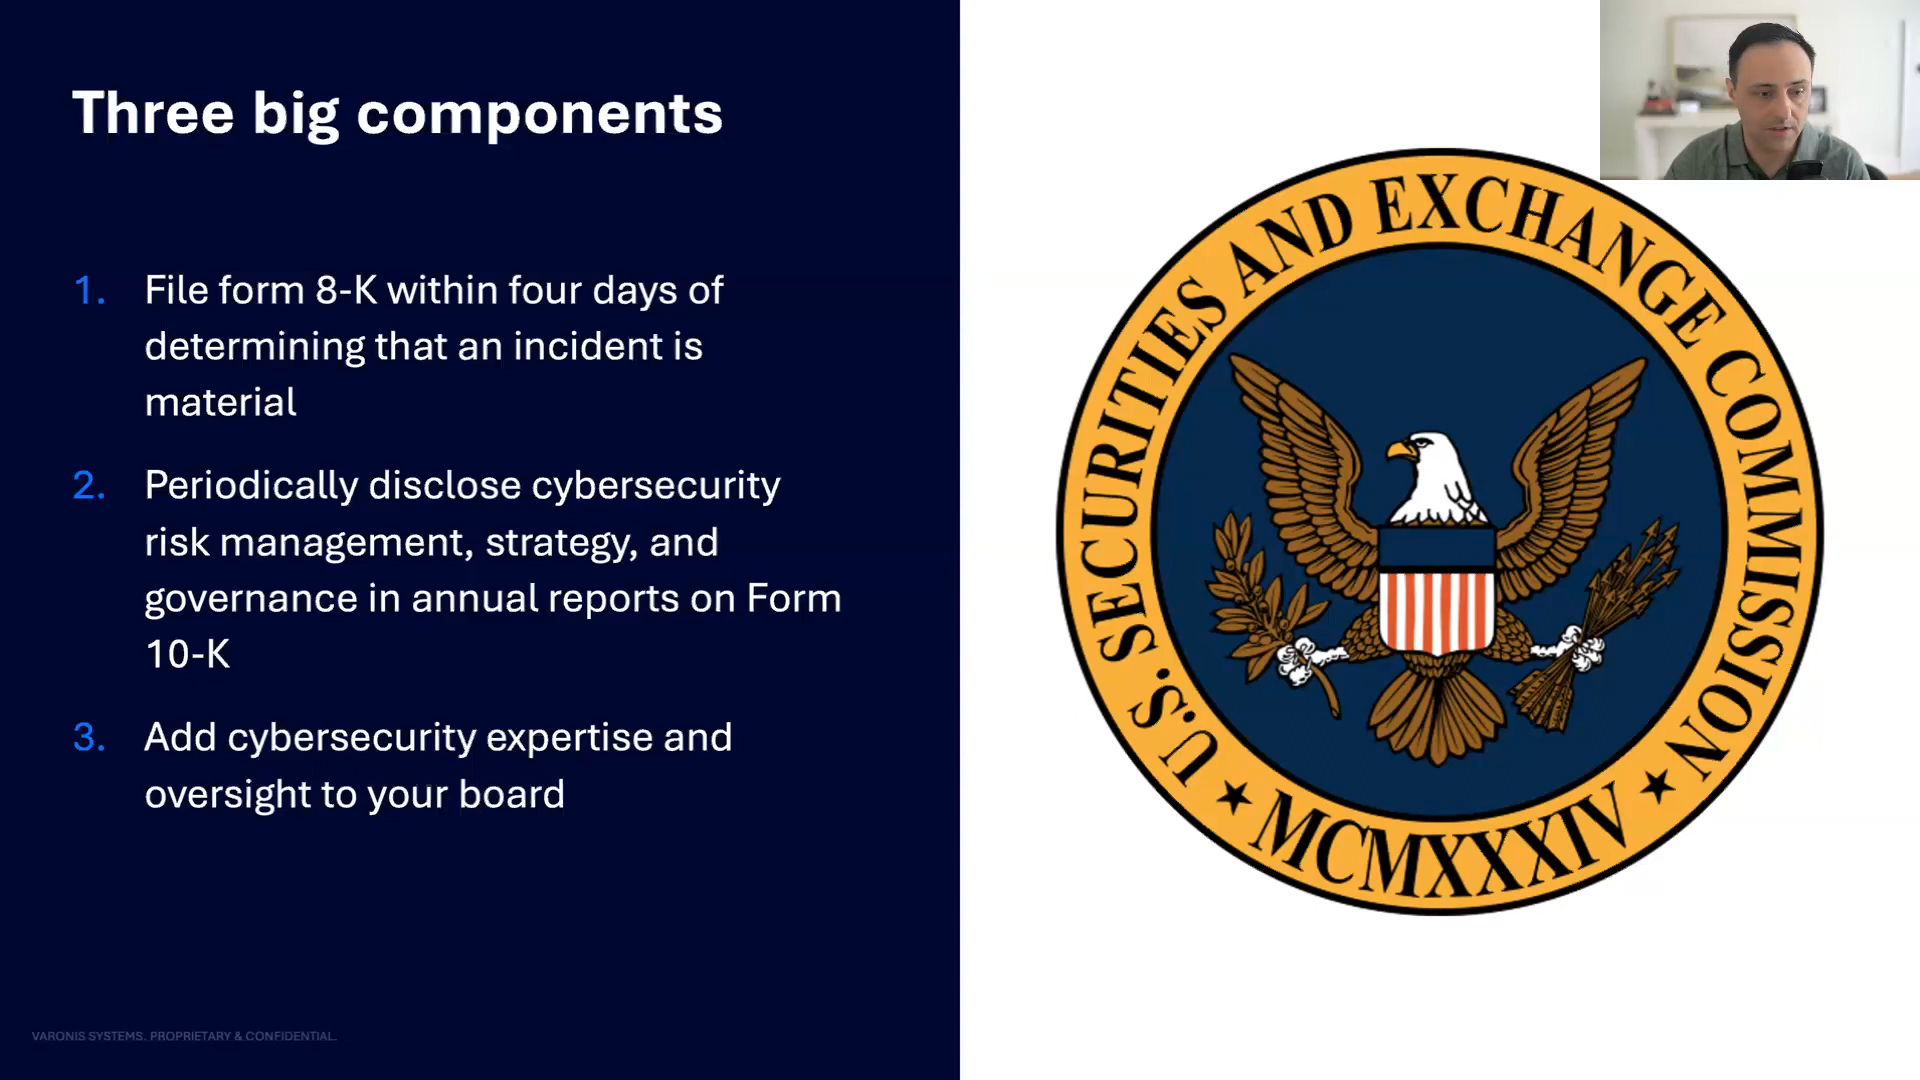 Three big components
1. File form 8-K within four days of
determining that an incident is
material
2. Periodically disclose cybersecurity
risk management, strategy, and
governance in annual reports on Form
10-K
3. Add cybersecurity expertise and
oversight to your board
VARONIS SYSTEMS. PROPRIETARY & CONFIDENTIAL.
U.S. SECURITIES AND EXCHANGE COMMISSION
★ MCMXXXIV ★